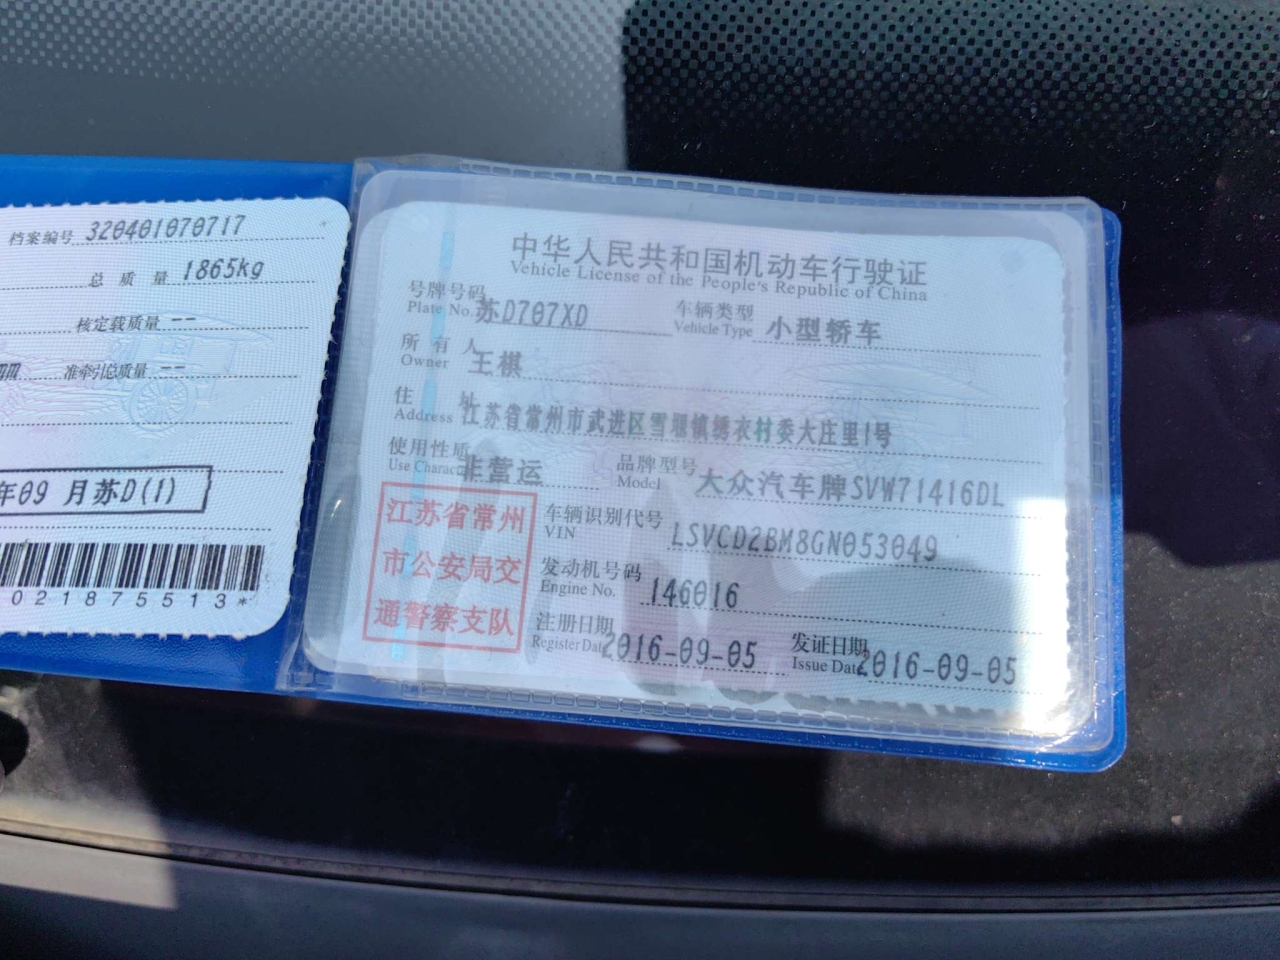 档案编号 320401070717
总质量 1865kg
核定载质量 --
准牵引总质量 --
年09 月苏D(1)
021875513*
中华人民共和国机动车行驶证
Vehicle License of the People's Republic of China
号牌号码 苏D707XD 车辆类型 小型轿车
Plate No. Vehicle Type
所有人 王棋
Owner
住址 江苏省常州市武进区雪堰镇绣衣村委大庄里1号
Address
使用性质 非营运 品牌型号 大众汽车牌SVW71416DL
Use Character Model
江苏省常州
市公安局交
通警察支队
车辆识别代号 LSVCD2BM8GN053049
VIN
发动机号码 146016
Engine No.
注册日期 2016-09-05 发证日期 2016-09-05
Register Date Issue Date